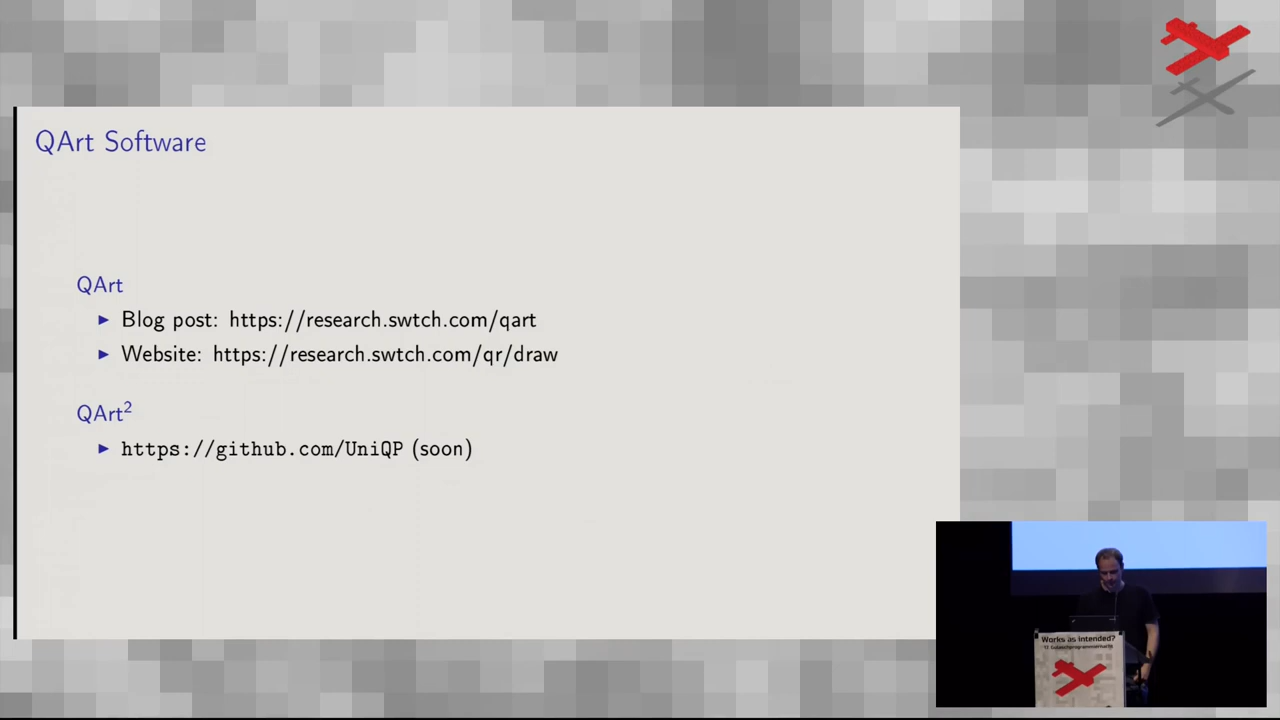 QArt Software
QArt
Blog post: https://research.swtch.com/qart
Website: https://research.swtch.com/qr/draw
QArt²
https://github.com/UniQP (soon)
Works as intended?